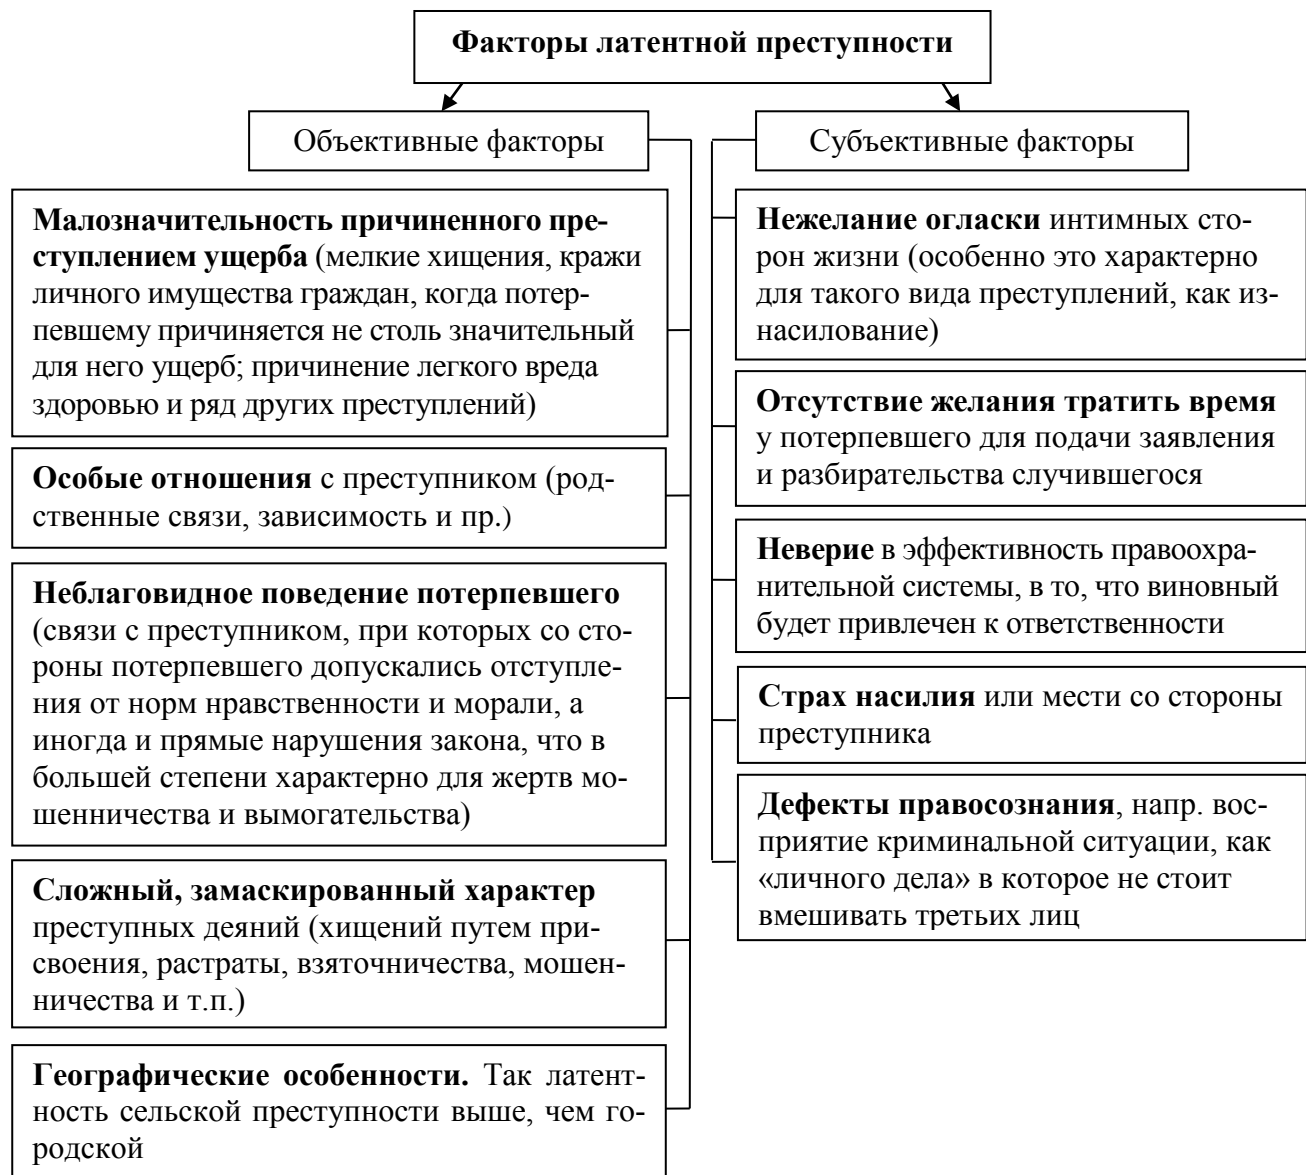 Факторы латентной преступности
Объективные факторы
Малозначительность причиненного пре-
ступлением ущерба (мелкие хищения, кражи
личного имущества граждан, когда потер-
певшему причиняется не столь значительный
для него ущерб; причинение легкого вреда
здоровью и ряд других преступлений)
Особые отношения с преступником (род-
ственные связи, зависимость и пр.)
Неблаговидное поведение потерпевшего
(связи с преступником, при которых со сто-
роны потерпевшего допускались отступле-
ния от норм нравственности и морали, а
иногда и прямые нарушения закона, что в
большей степени характерно для жертв мо-
шенничества и вымогательства)
Сложный, замаскированный характер
преступных деяний (хищений путем при-
своения, растраты, взяточничества, мошен-
ничества и т.п.)
Географические особенности. Так латент-
ность сельской преступности выше, чем го-
родской
Субъективные факторы
Нежелание огласки интимных сто-
рон жизни (особенно это характерно
для такого вида преступлений, как из-
насилование)
Отсутствие желания тратить время
у потерпевшего для подачи заявления
и разбирательства случившегося
Неверие в эффективность правоохра-
нительной системы, в то, что виновный
будет привлечен к ответственности
Страх насилия или мести со стороны
преступника
Дефекты правосознания, напр. вос-
приятие криминальной ситуации, как
«личного дела» в которое не стоит
вмешивать третьих лиц